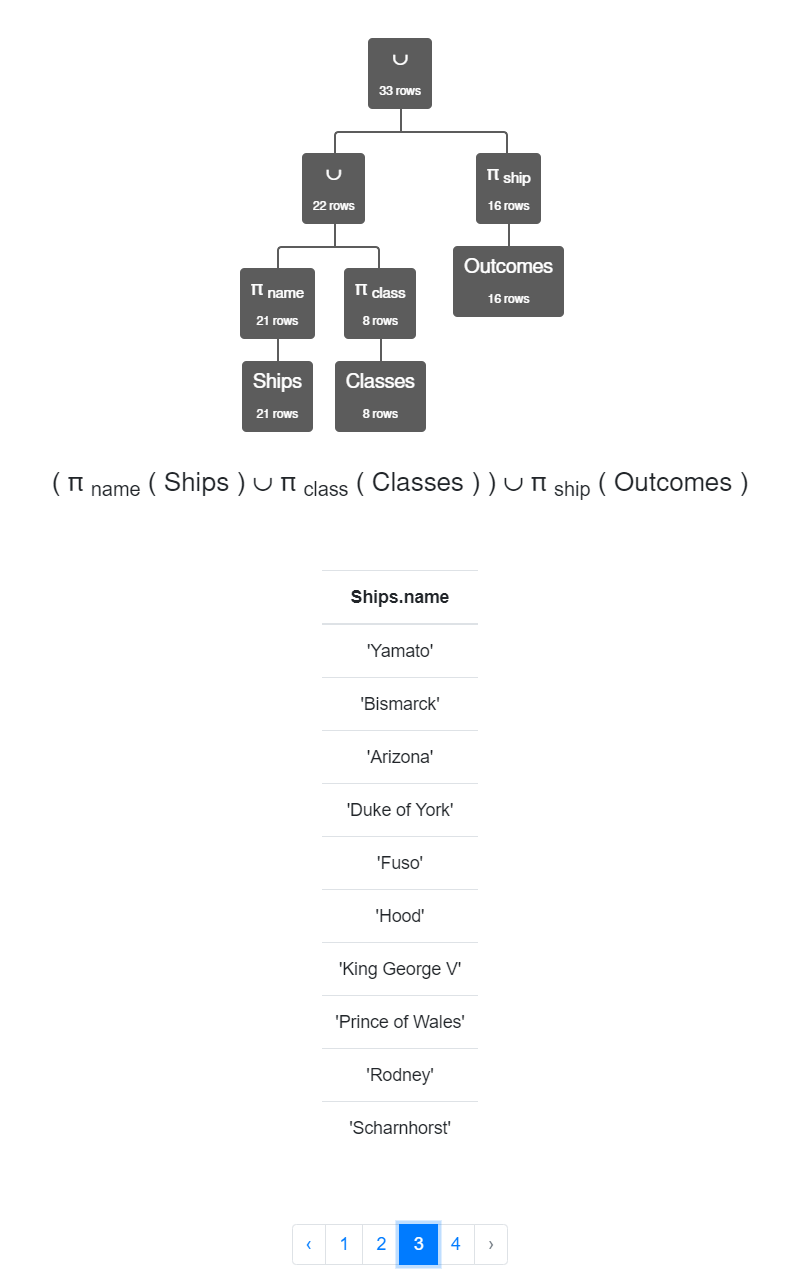 ∪
33 rows
∪
22 rows
π ship
16 rows
π name
21 rows
π class
8 rows
Outcomes
16 rows
Ships
21 rows
Classes
8 rows
( π name ( Ships ) ∪ π class ( Classes ) ) ∪ π ship ( Outcomes )
Ships.name
'Yamato'
'Bismarck'
'Arizona'
'Duke of York'
'Fuso'
'Hood'
'King George V'
'Prince of Wales'
'Rodney'
'Scharnhorst'
‹ 1 2 3 4 ›